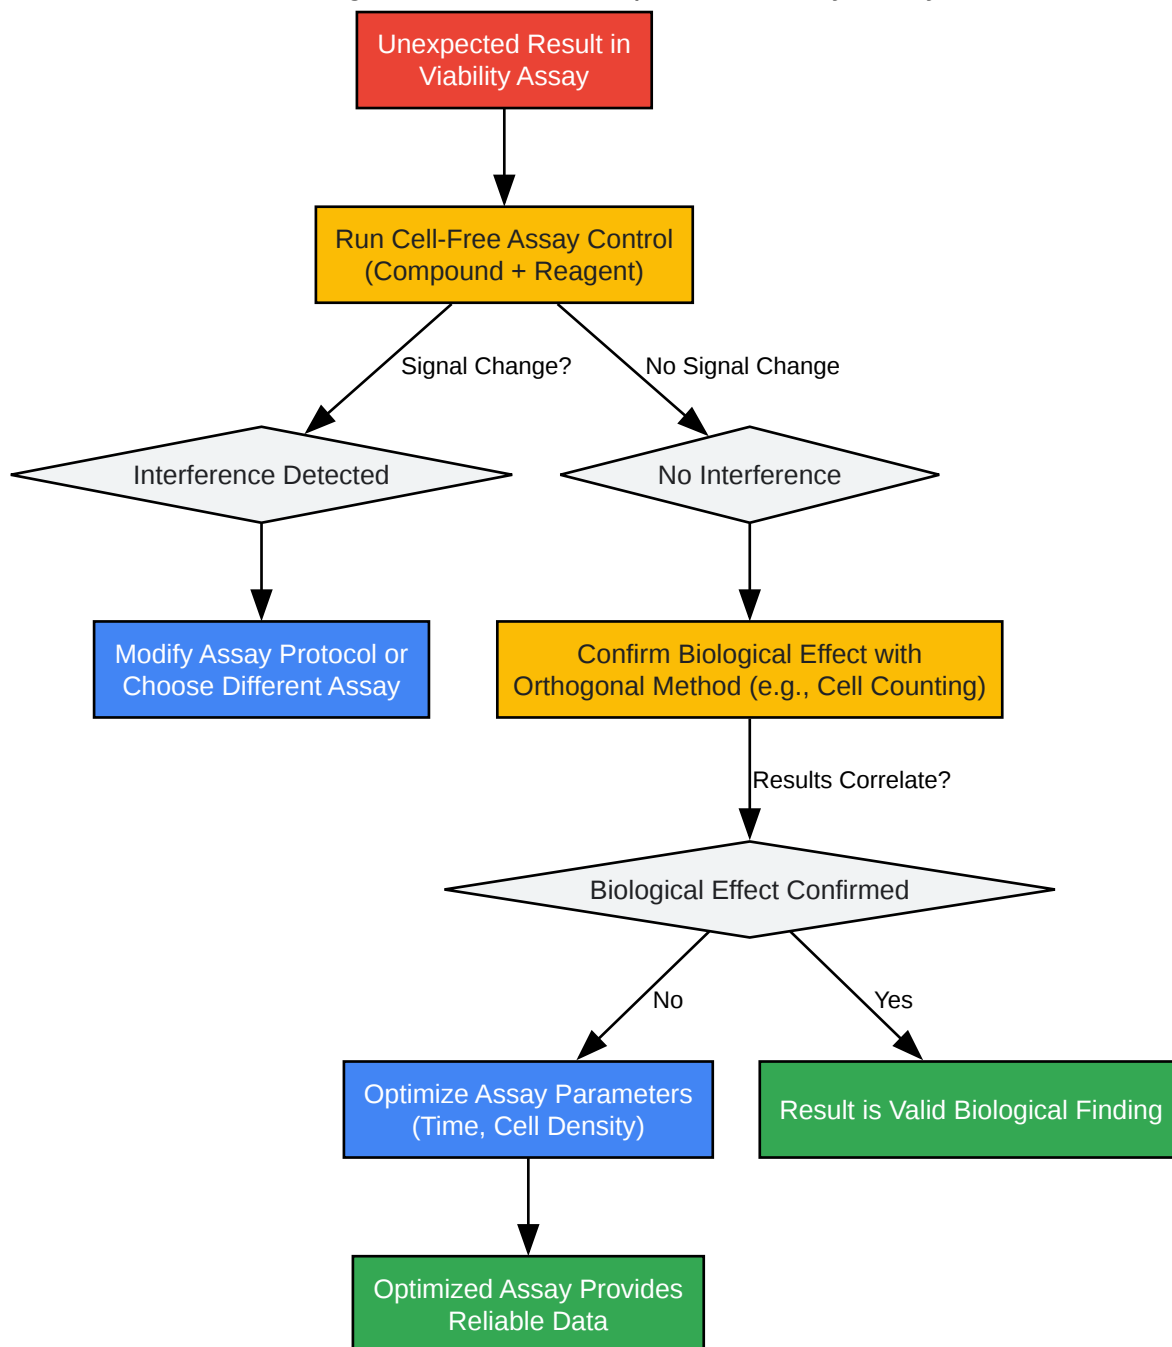 Unexpected Result in
Viability Assay
Run Cell-Free Assay Control
(Compound + Reagent)
Signal Change?
No Signal Change
Interference Detected
No Interference
Modify Assay Protocol or
Choose Different Assay
Confirm Biological Effect with
Orthogonal Method (e.g., Cell Counting)
Results Correlate?
Biological Effect Confirmed
No
Yes
Optimize Assay Parameters
(Time, Cell Density)
Result is Valid Biological Finding
Optimized Assay Provides
Reliable Data